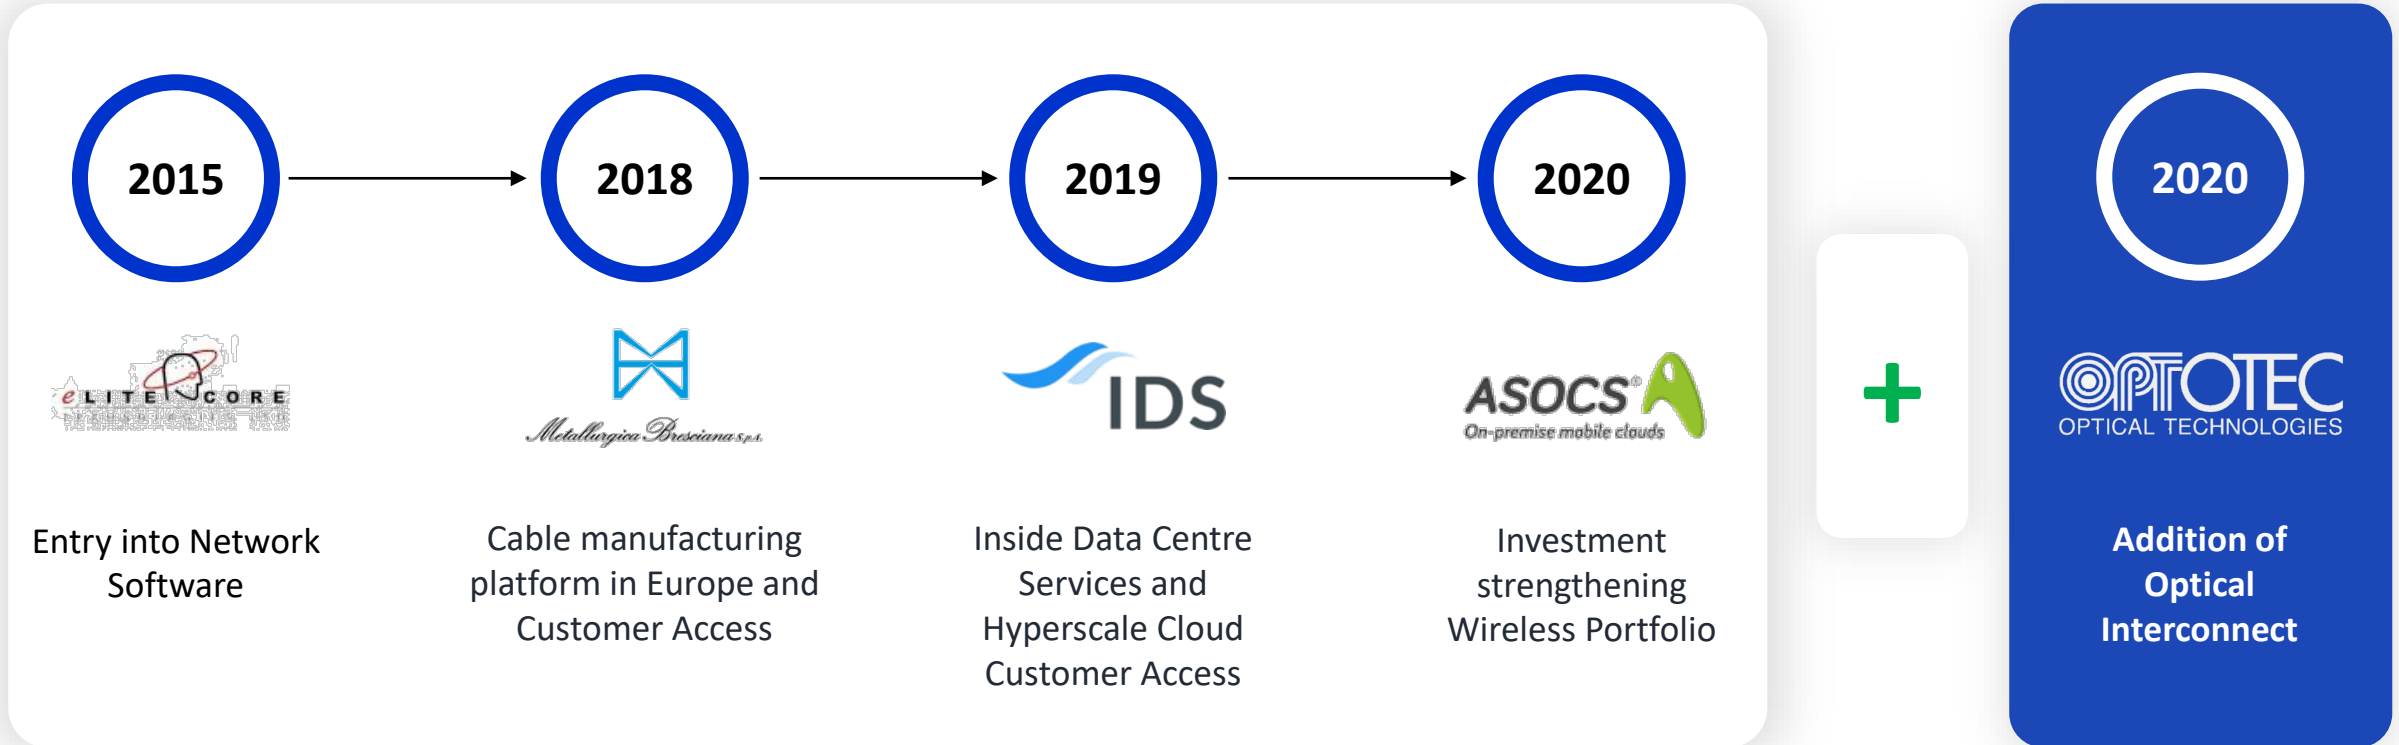 2015
2018
2019
2020
2020
eLITECORE
Metallurgica Bresciana s.p.a.
IDS
ASOCS®
On-premise mobile clouds
+
OPTOTEC
OPTICAL TECHNOLOGIES
Entry into Network
Software
Cable manufacturing
platform in Europe and
Customer Access
Inside Data Centre
Services and
Hyperscale Cloud
Customer Access
Investment
strengthening
Wireless Portfolio
Addition of
Optical
Interconnect